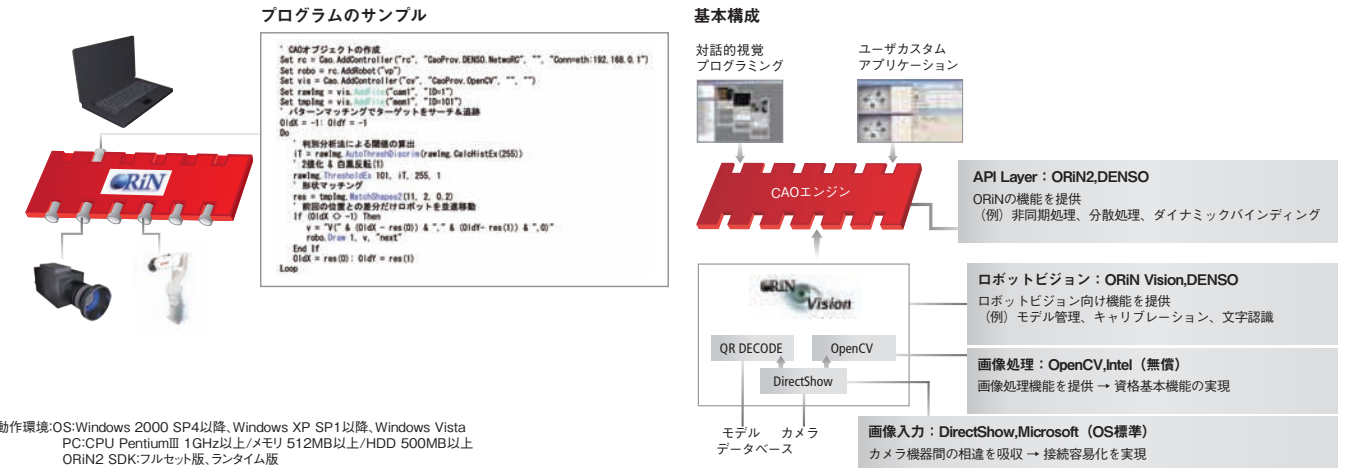 プログラムのサンプル
' CAOオブジェクトの作成
Set rc = Cao.AddController("rc", "CaoProv.DENSO.NetwoRC", "", "Conn=eth:192.168.0.1")
Set robo = rc.AddRobot("vp")
Set vis = Cao.AddController("cv", "CaoProv.OpenCV", "", "")
Set rawImg = vis.AddFile("cam1", "ID=1")
Set tmpImg = vis.AddFile("mem1", "ID=101")
' パターンマッチングでターゲットをサーチ&追跡
OldX = -1: OldY = -1
Do
' 判別分析法による閾値の算出
iT = rawImg.AutoThreshDiscrim(rawImg.CalcHistEx(255))
' 2値化 & 白黒反転(1)
rawImg.ThresholdEx 101, iT, 255, 1
' 形状マッチング
res = tmpImg.MatchShapes2(11, 2, 0.2)
' 前回の位置との差分だけロボットを並進移動
If (OldX <> -1) Then
v = "V(" & (OldX - res(0)) & "," & (OldY- res(1)) & ",0)"
robo.Draw 1, v, "next"
End If
OldX = res(0): OldY = res(1)
Loop
ORiN
動作環境:OS:Windows 2000 SP4以降、Windows XP SP1以降、Windows Vista
PC:CPU PentiumⅢ 1GHz以上/メモリ 512MB以上/HDD 500MB以上
ORiN2 SDK:フルセット版、ランタイム版
基本構成
対話的視覚
プログラミング
ユーザカスタム
アプリケーション
CAOエンジン
API Layer：ORiN2,DENSO
ORiNの機能を提供
（例）非同期処理、分散処理、ダイナミックバインディング
ORiN
Vision
ロボットビジョン：ORiN Vision,DENSO
ロボットビジョン向け機能を提供
（例）モデル管理、キャリブレーション、文字認識
QR DECODE
OpenCV
DirectShow
画像処理：OpenCV,Intel（無償）
画像処理機能を提供 → 資格基本機能の実現
モデル
データベース
カメラ
画像入力：DirectShow,Microsoft（OS標準）
カメラ機器間の相違を吸収 → 接続容易化を実現